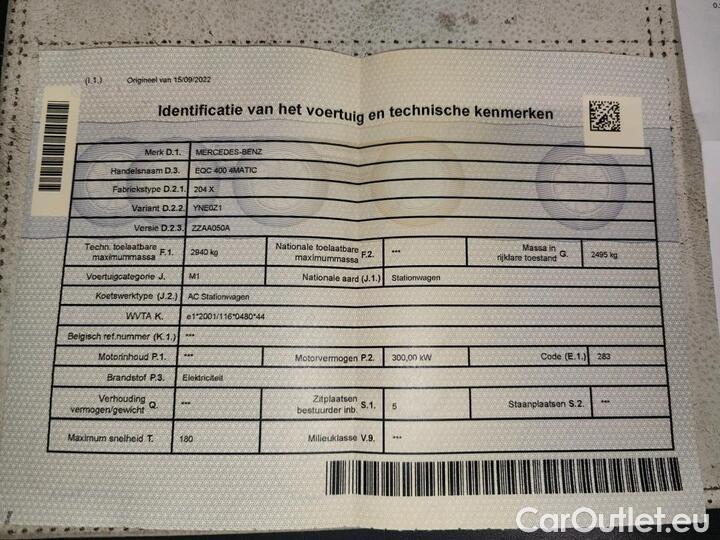 (I.1.) Origineel van 15/09/2022
Identificatie van het voertuig en technische kenmerken
Merk D.1. MERCEDES-BENZ
Handelsnaam D.3. EQC 400 4MATIC
Fabriekstype D.2.1. 204 X
Variant D.2.2. YNE0Z1
Versie D.2.3. ZZAA050A
Techn. toelaatbare maximummassa F.1. 2940 kg Nationale toelaatbare maximummassa F.2. *** Massa in rijklare toestand G. 2495 kg
Voertuigcategorie J. M1 Nationale aard (J.1.) Stationwagen
Koetswerktype (J.2.) AC Stationwagen
WVTA K. e1*2001/116*0480*44
Belgisch ref.nummer (K.1.) ***
Motorinhoud P.1. *** Motorvermogen P.2. 300,00 kW Code (E.1.) 283
Brandstof P.3. Elektriciteit
Verhouding vermogen/gewicht Q. *** Zitplaatsen bestuurder inb. S.1. 5 Staanplaatsen S.2. ***
Maximum snelheid T. 180 Milieuklasse V.9. ***
CarOutlet.eu